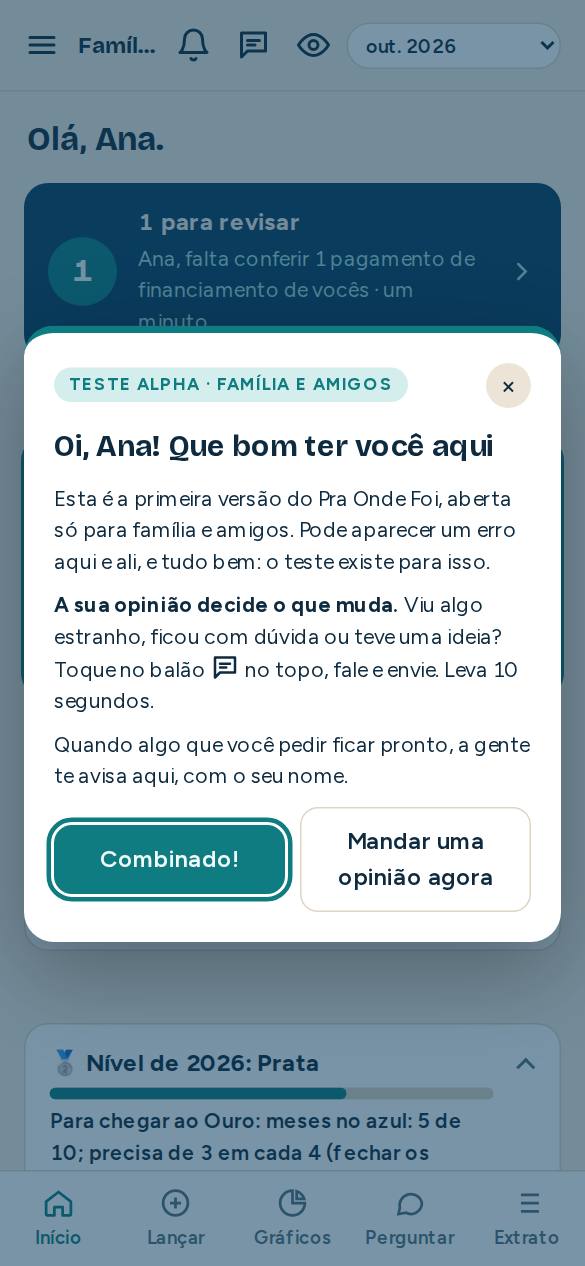 Famíl...
out. 2026
Olá, Ana.
1 para revisar
1
Ana, falta conferir 1 pagamento de
financiamento de vocês · um
minuto
TESTE ALPHA · FAMÍLIA E AMIGOS
×
Oi, Ana! Que bom ter você aqui
Esta é a primeira versão do Pra Onde Foi, aberta
só para família e amigos. Pode aparecer um erro
aqui e ali, e tudo bem: o teste existe para isso.
A sua opinião decide o que muda. Viu algo
estranho, ficou com dúvida ou teve uma ideia?
Toque no balão no topo, fale e envie. Leva 10
segundos.
Quando algo que você pedir ficar pronto, a gente
te avisa aqui, com o seu nome.
Combinado!
Mandar uma
opinião agora
Nível de 2026: Prata
Para chegar ao Ouro: meses no azul: 5 de
10; precisa de 3 em cada 4 (fechar os
Início
Lançar
Gráficos
Perguntar
Extrato